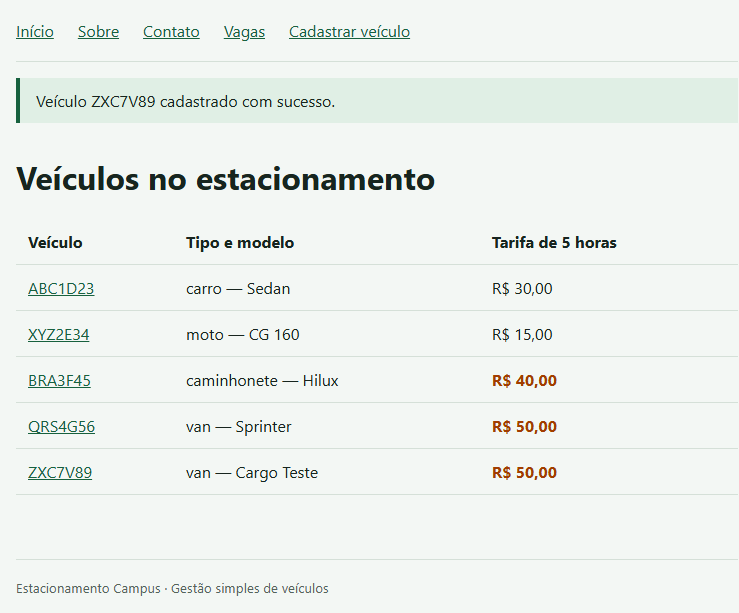 Início Sobre Contato Vagas Cadastrar veículo
Veículo ZXC7V89 cadastrado com sucesso.
Veículos no estacionamento
Veículo Tipo e modelo Tarifa de 5 horas
ABC1D23 carro — Sedan R$ 30,00
XYZ2E34 moto — CG 160 R$ 15,00
BRA3F45 caminhonete — Hilux R$ 40,00
QRS4G56 van — Sprinter R$ 50,00
ZXC7V89 van — Cargo Teste R$ 50,00
Estacionamento Campus · Gestão simples de veículos